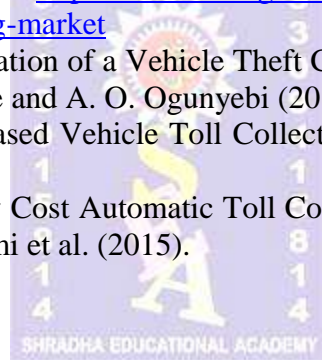 g-market
ation of a Vehicle Theft C
e and A. O. Ogunyebi (20
ased Vehicle Toll Collect
Cost Automatic Toll Co
ni et al. (2015).
S
A
SHRADHA EDUCATIONAL ACADEMY